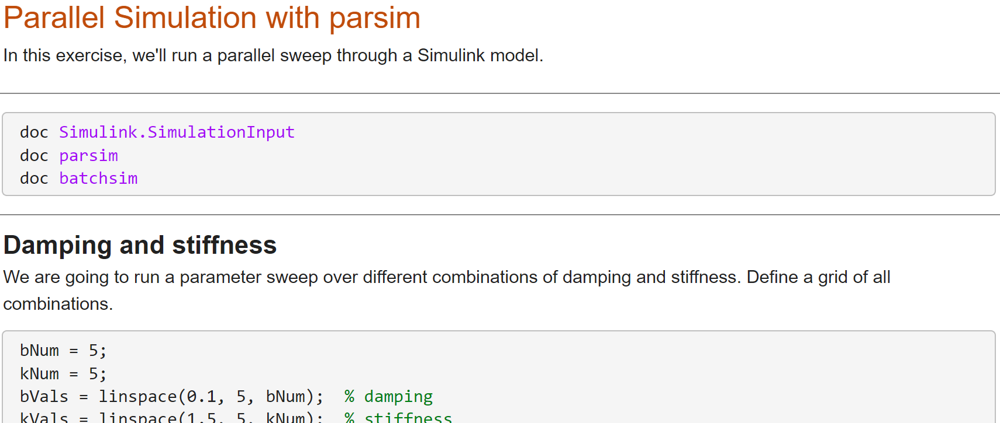 Parallel Simulation with parsim
In this exercise, we'll run a parallel sweep through a Simulink model.
doc Simulink.SimulationInput
doc parsim
doc batchsim
Damping and stiffness
We are going to run a parameter sweep over different combinations of damping and stiffness. Define a grid of all
combinations.
bNum = 5;
kNum = 5;
bVals = linspace(0.1, 5, bNum);  % damping
kVals = linspace(1.5, 5, kNum);  % stiffness